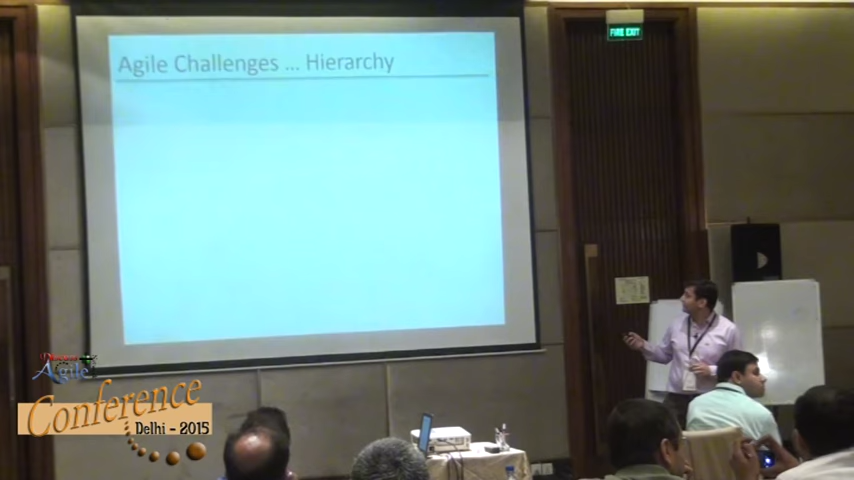 Agile Challenges ... Hierarchy
FIRE EXIT
Agile
Conference
Delhi - 2015